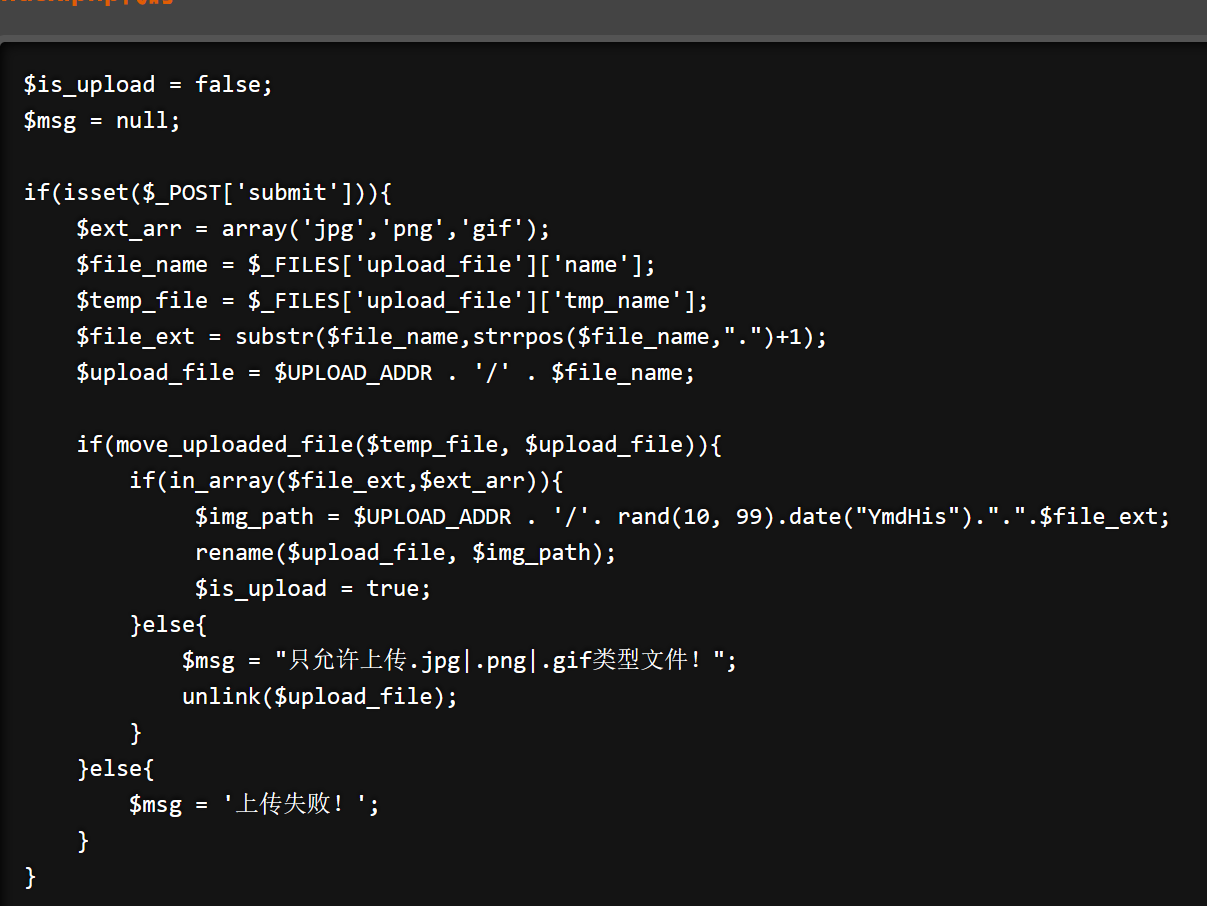 $is_upload = false;
$msg = null;

if(isset($_POST['submit'])){
    $ext_arr = array('jpg','png','gif');
    $file_name = $_FILES['upload_file']['name'];
    $temp_file = $_FILES['upload_file']['tmp_name'];
    $file_ext = substr($file_name,strrpos($file_name,".")+1);
    $upload_file = $UPLOAD_ADDR . '/' . $file_name;

    if(move_uploaded_file($temp_file, $upload_file)){
        if(in_array($file_ext,$ext_arr)){
             $img_path = $UPLOAD_ADDR . '/'. rand(10, 99).date("YmdHis").".".$file_ext;
             rename($upload_file, $img_path);
             $is_upload = true;
        }else{
            $msg = "只允许上传.jpg|.png|.gif类型文件！";
            unlink($upload_file);
        }
    }else{
        $msg = '上传失败！';
    }
}